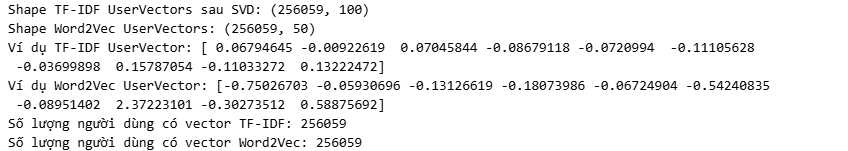 Shape TF-IDF UserVectors sau SVD: (256059, 100)
Shape Word2Vec UserVectors: (256059, 50)
Ví dụ TF-IDF UserVector: [ 0.06794645 -0.00922619  0.07045844 -0.08679118 -0.0720994  -0.11105628
 -0.03699898  0.15787054 -0.11033272  0.13222472]
Ví dụ Word2Vec UserVector: [-0.75026703 -0.05930696 -0.13126619 -0.18073986 -0.06724904 -0.54240835
 -0.08951402  2.37223101 -0.30273512  0.58875692]
Số lượng người dùng có vector TF-IDF: 256059
Số lượng người dùng có vector Word2Vec: 256059